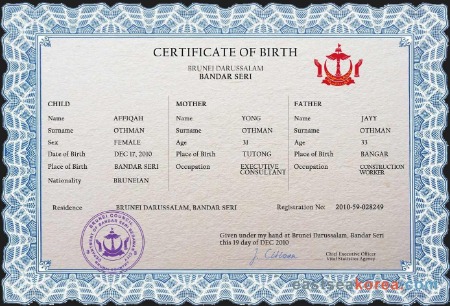 CERTIFICATE OF BIRTH
BRUNEI DARUSSALAM
BANDAR SERI
CHILD MOTHER FATHER
Name AFFIQAH Name YONG Name JAYY
Surname OTHMAN Surname OTHMAN Surname OTHMAN
Sex FEMALE Age 31 Age 33
Date of Birth DEC 17, 2010 Place of Birth TUTONG Place of Birth BANGAR
Place of Birth BANDAR SERI Occupation EXECUTIVE CONSULTANT Occupation CONSTRUCTION WORKER
Nationality BRUNEIAN
Residence BRUNEI DARUSSALAM, BANDAR SERI Registration No: 2010-59-028249
BRUNEI COUNCIL
Given under my hand at Brunei Darussalam, Bandar Seri
this 19 day of DEC 2010
Chief Executive Officer
Vital Statistics Agency
eastseakorea.com